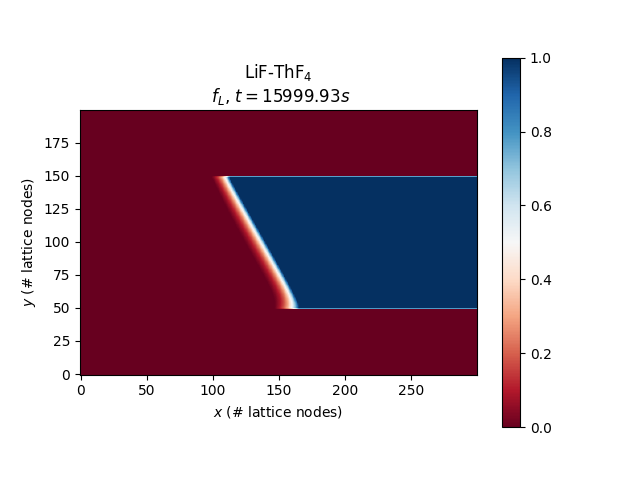 LiF-ThF₄
f_L, t = 15999.93s
175
150
125
100
75
50
25
0
y (# lattice nodes)
0 50 100 150 200 250
x (# lattice nodes)
1.0
0.8
0.6
0.4
0.2
0.0